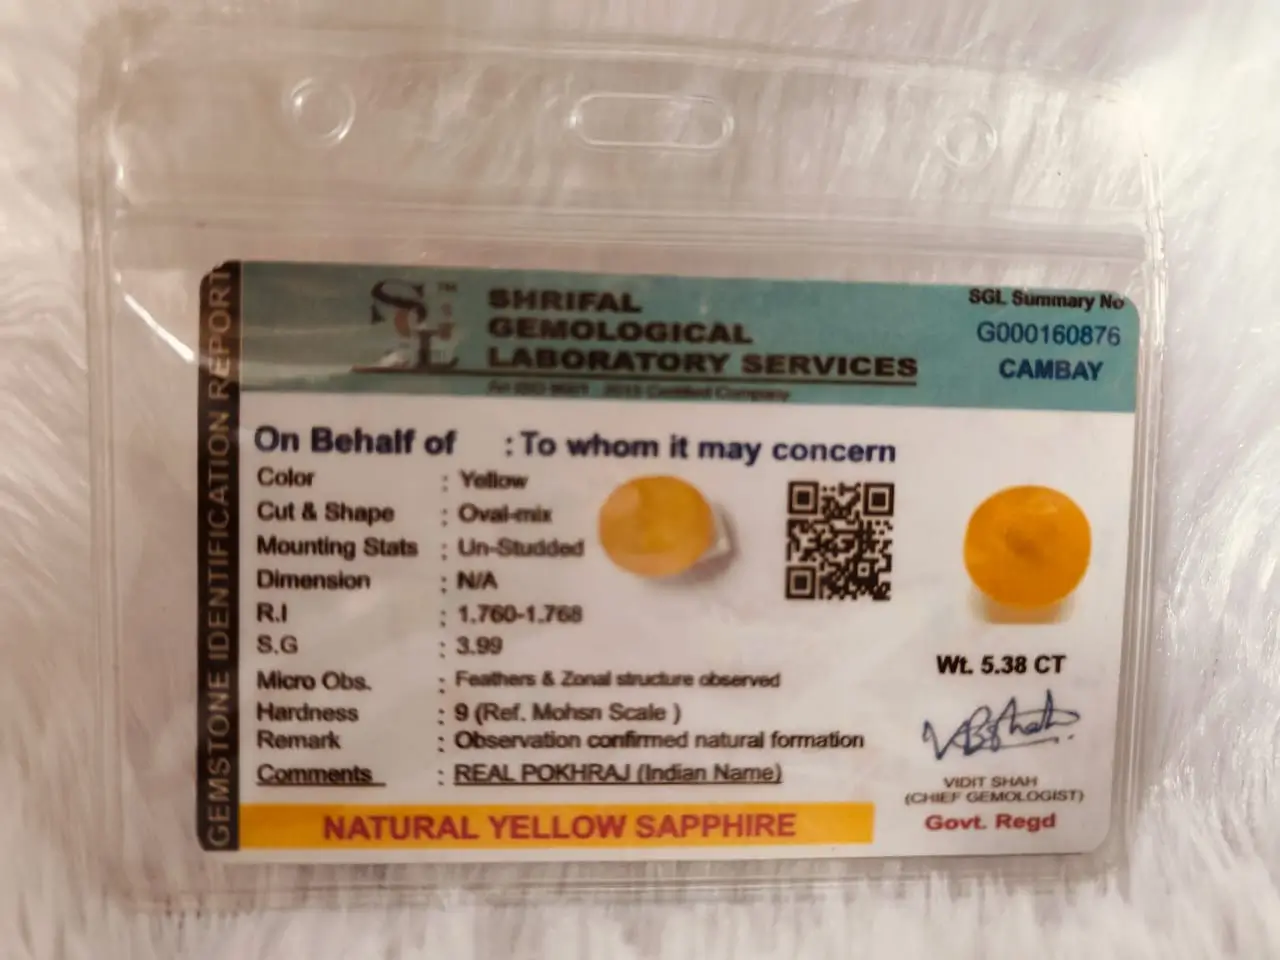 GEMSTONE IDENTIFICATION REPORT
SGL
SHRIFAL
GEMOLOGICAL
LABORATORY SERVICES
Certified Company
SGL Summary No
G000160876
CAMBAY
On Behalf of : To whom it may concern
Color : Yellow
Cut & Shape : Oval-mix
Mounting Stats : Un-Studded
Dimension : N/A
R.I : 1.760-1.768
S.G : 3.99
Micro Obs. : Feathers & Zonal structure observed
Hardness : 9 (Ref. Mohsn Scale )
Remark : Observation confirmed natural formation
Comments : REAL POKHRAJ (Indian Name)
NATURAL YELLOW SAPPHIRE
Wt. 5.38 CT
VIDIT SHAH
(CHIEF GEMOLOGIST)
Govt. Regd